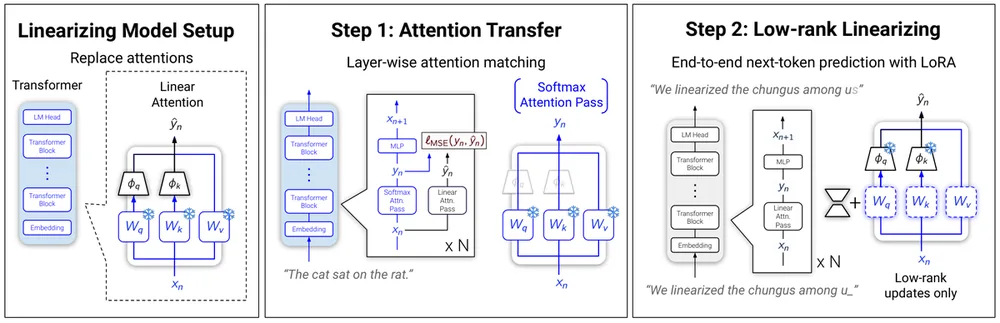 Linearizing Model Setup
Replace attentions
Transformer
LM Head
Transformer
Block
Transformer
Block
Embedding
Linear
Attention
ŷn
ϕq
ϕk
Wq
Wk
Wv
xn
Step 1: Attention Transfer
Layer-wise attention matching
LM Head
Transformer
Block
Transformer
Block
Embedding
"The cat sat on the rat."
xn+1
MLP
ℓMSE(yn, ŷn)
yn
ŷn
Softmax
Attn.
Pass
Linear
Attn.
Pass
xn
x N
Softmax
Attention Pass
yn
ϕq
ϕk
Wq
Wk
Wv
xn
Step 2: Low-rank Linearizing
End-to-end next-token prediction with LoRA
"We linearized the chungus among us"
LM Head
Transformer
Block
Transformer
Block
Embedding
"We linearized the chungus among u_"
xn+1
MLP
yn
Linear
Attn.
Pass
xn
x N
+
ŷn
ϕq
ϕk
Wq
Wk
Wv
xn
Low-rank
updates only